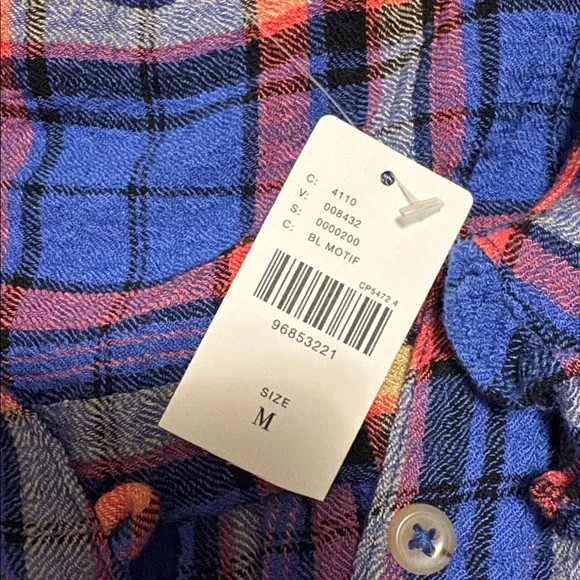 C: 4110
V: 008432
S: 0000200
C: BL MOTIF
CP5472 4
96853221
SIZE
M